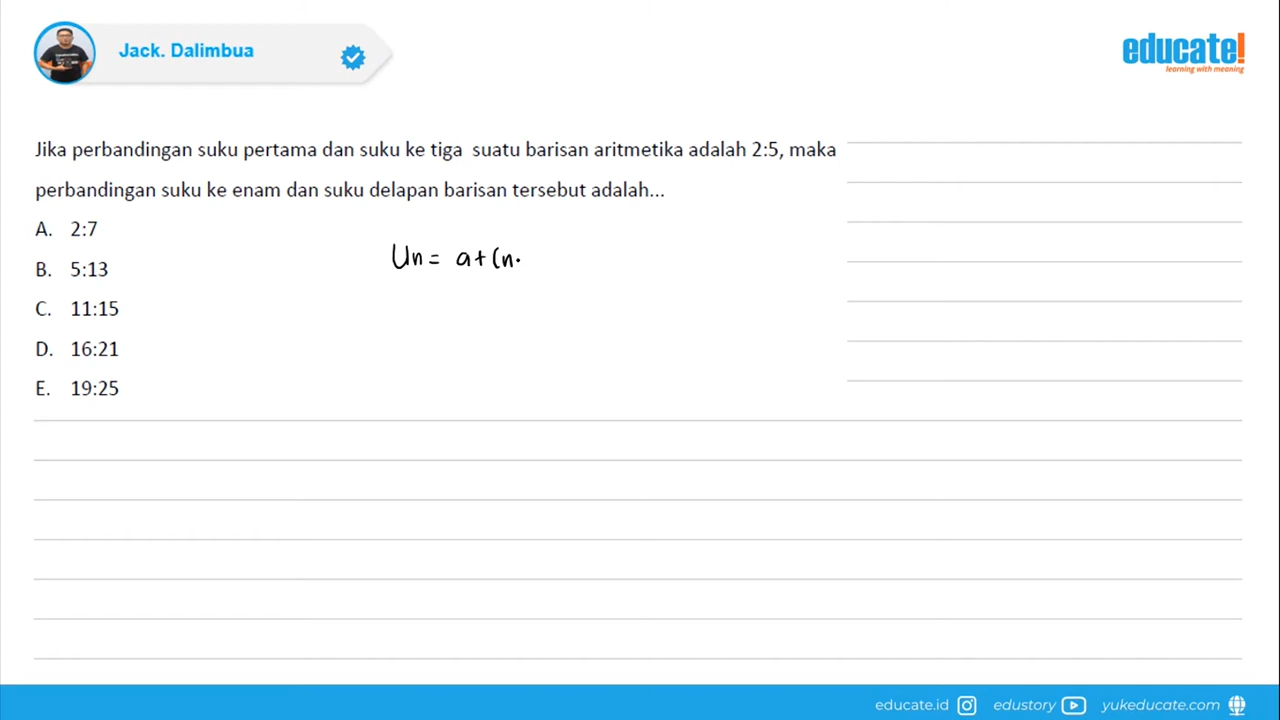 Jack. Dalimbua
educate!
learning with meaning
Jika perbandingan suku pertama dan suku ke tiga suatu barisan aritmetika adalah 2:5, maka
perbandingan suku ke enam dan suku delapan barisan tersebut adalah...
A. 2:7
Un = a + (n.
B. 5:13
C. 11:15
D. 16:21
E. 19:25
educate.id edustory yukeducate.com